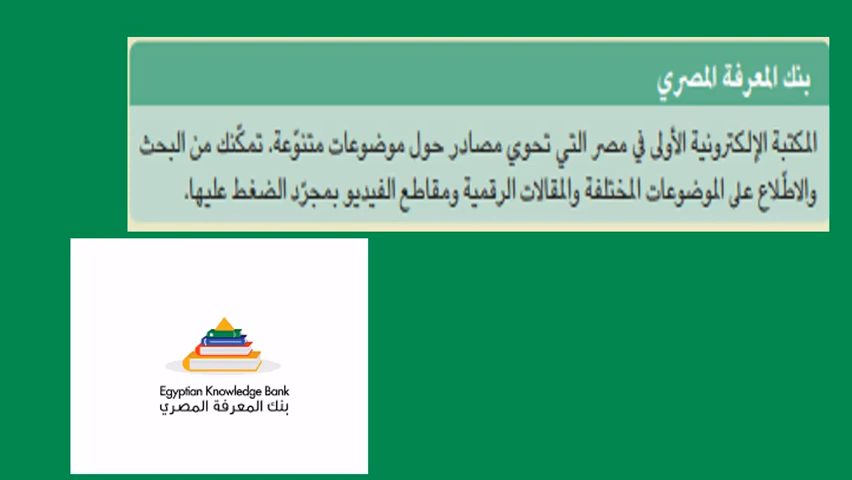 بنك المعرفة المصري
المكتبة الإلكترونية الأولى في مصر التي تحوي مصادر حول موضوعات متنوّعة. تمكّنك من البحث
والاطّلاع على الموضوعات المختلفة والمقالات الرقمية ومقاطع الفيديو بمجرّد الضغط عليها.
Egyptian Knowledge Bank
بنك المعرفة المصري